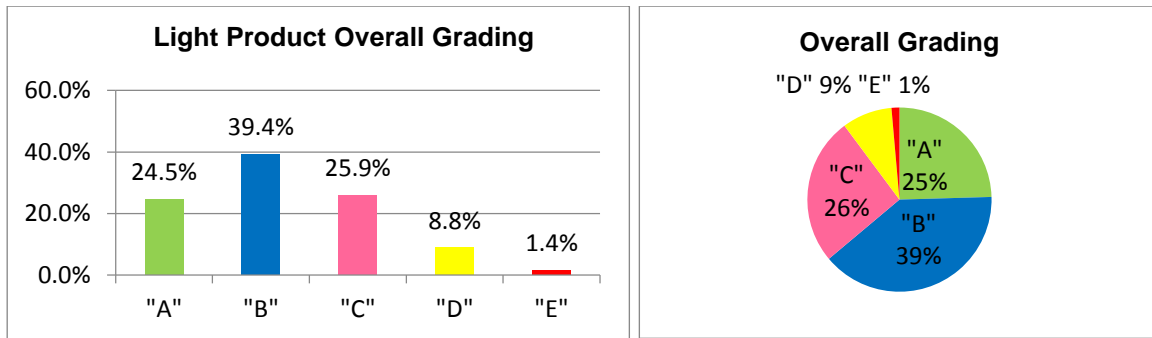 Light Product Overall Grading
60.0%
40.0%
20.0%
0.0%
24.5%
39.4%
25.9%
8.8%
1.4%
"A"
"B"
"C"
"D"
"E"
Overall Grading
"D" 9% "E" 1%
"A"
25%
"B"
39%
"C"
26%